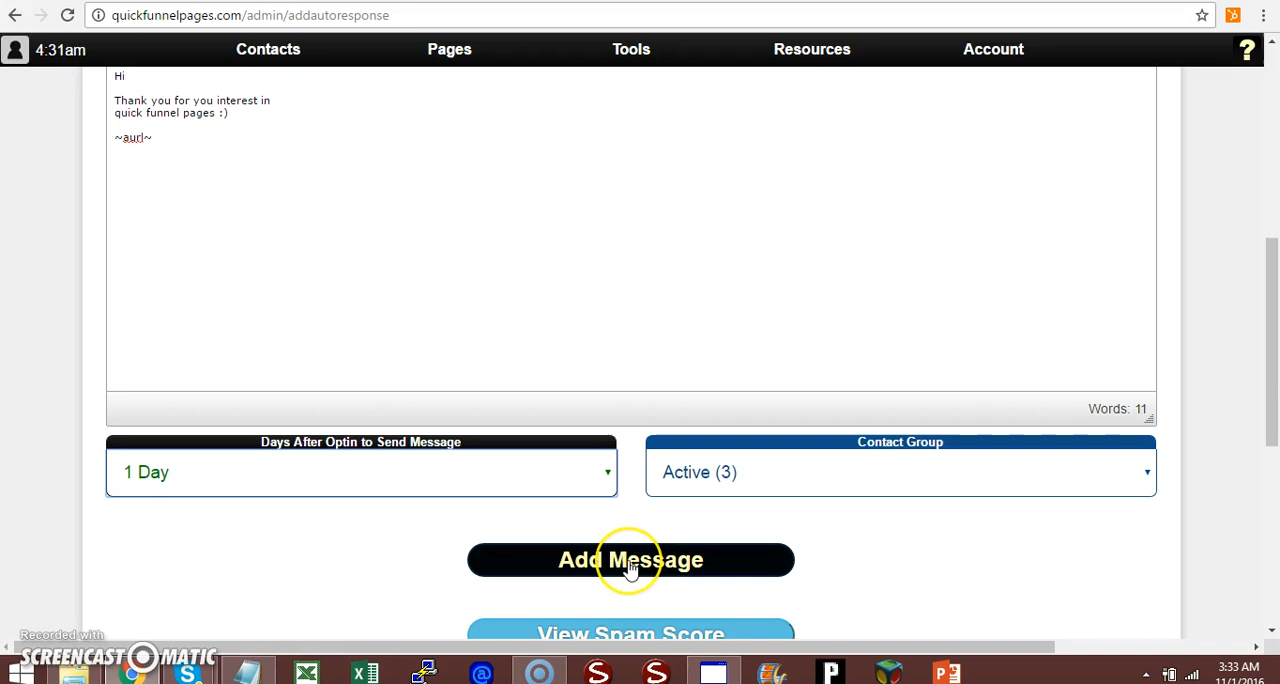 quickfunnelpages.com/admin/addautoresponse
4:31am
Contacts
Pages
Tools
Resources
Account
?
Hi
Thank you for you interest in
quick funnel pages :)
~aurl~
Words: 11
Days After Optin to Send Message
1 Day
Contact Group
Active (3)
Add Message
View Spam Score
Recorded with
SCREENCAST MATIC
3:33 AM
11/1/2016